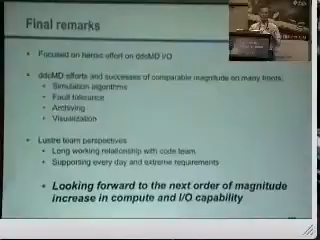 Final remarks
• Focused on heroic effort on ddcMD I/O
• ddcMD efforts and successes of comparable magnitude on many fronts:
• Simulation algorithms
• Fault tolerance
• Archiving
• Visualization
• Lustre team perspectives
• Long working relationship with code team
• Supporting every day and extreme requirements
• Looking forward to the next order of magnitude
increase in compute and I/O capability